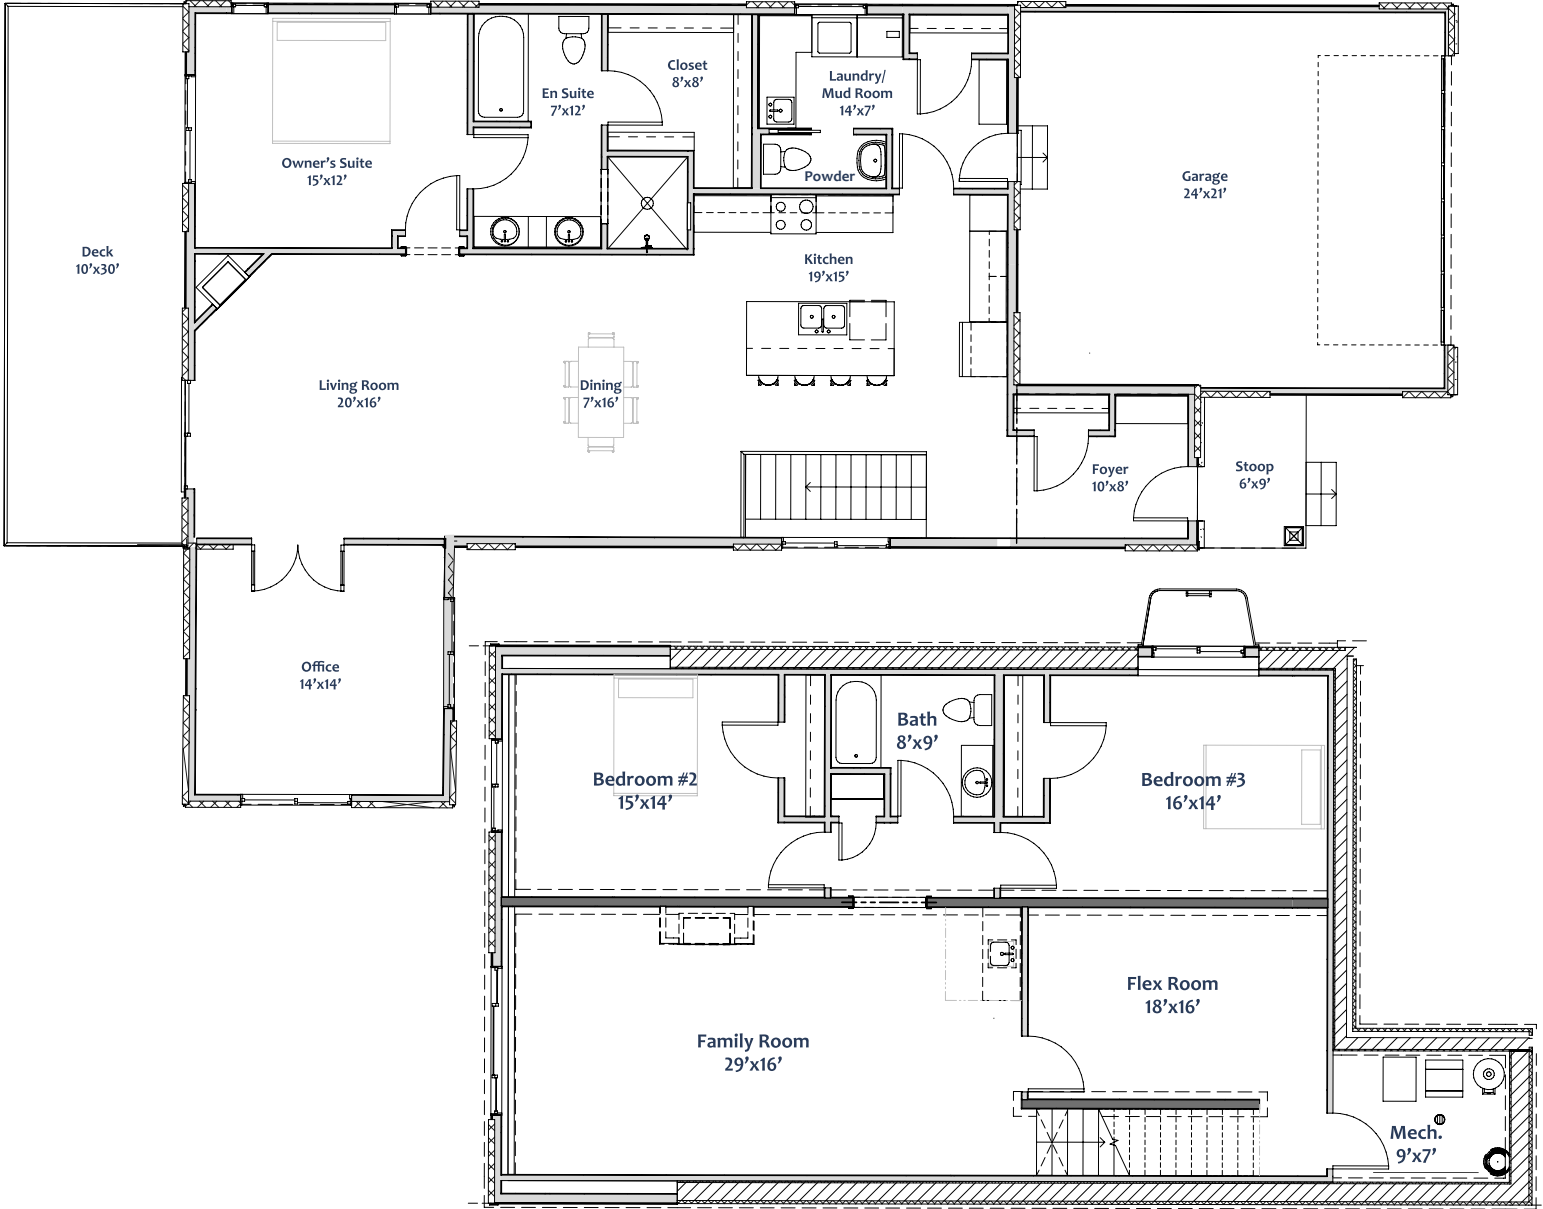 Closet
8'x8'
Laundry/
Mud Room
14'x7'
En Suite
7'x12'
Owner's Suite
15'x12'
Powder
Garage
24'x21'
Deck
10'x30'
Kitchen
19'x15'
Living Room
20'x16'
Dining
7'x16'
Foyer
10'x8'
Stoop
6'x9'
Office
14'x14'
Bath
8'x9'
Bedroom #2
15'x14'
Bedroom #3
16'x14'
Flex Room
18'x16'
Family Room
29'x16'
Mech.
9'x7'